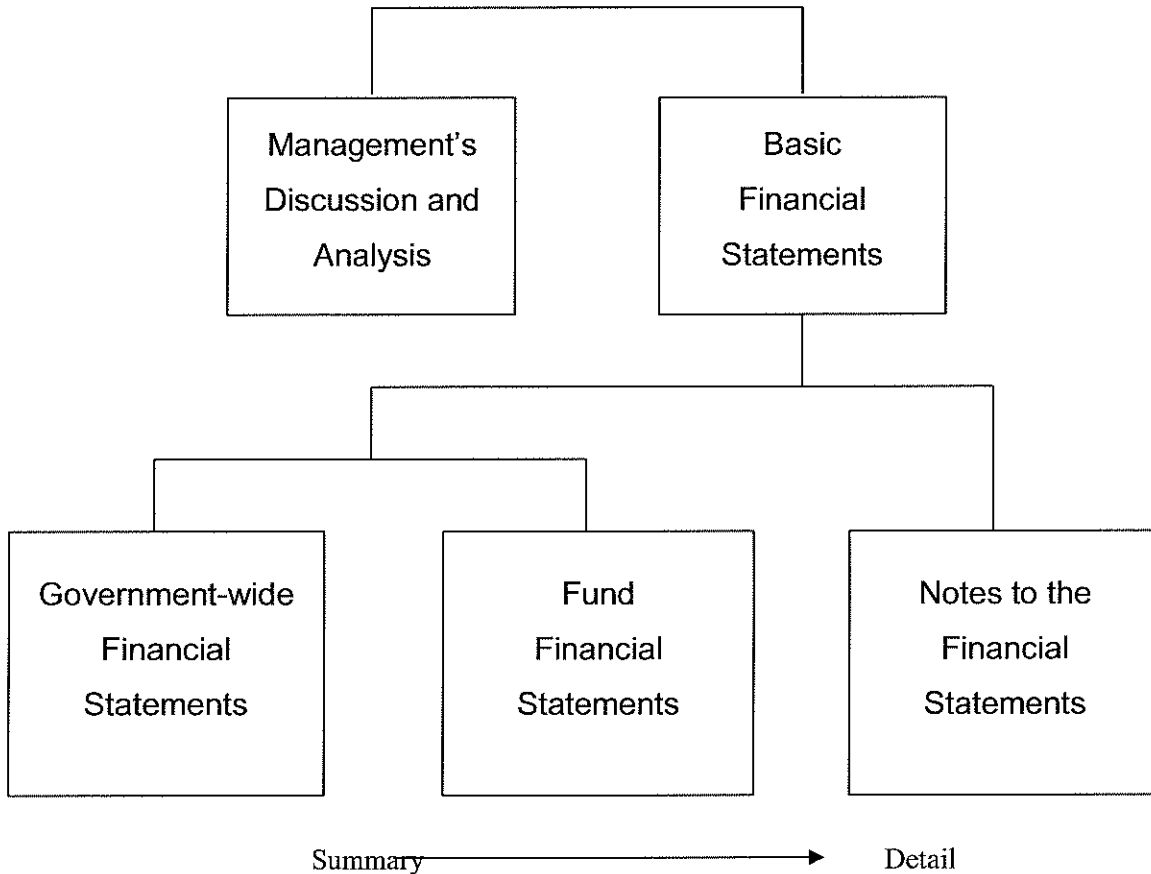 Management's
Discussion and
Analysis
Basic
Financial
Statements
Government-wide
Financial
Statements
Fund
Financial
Statements
Notes to the
Financial
Statements
Summary Detail